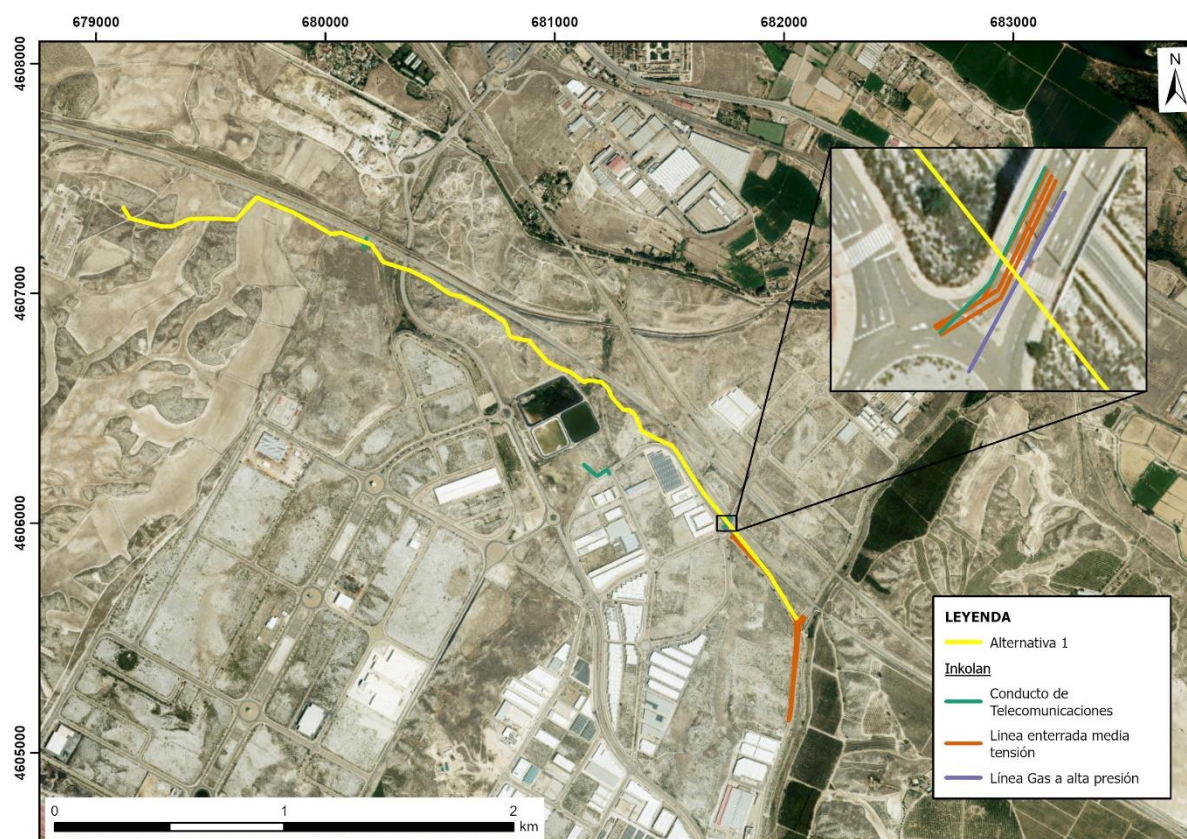 679000 680000 681000 682000 683000
4608000
4607000
4606000
4605000
N
LEYENDA
Alternativa 1
Inkolan
Conducto de
Telecomunicaciones
Linea enterrada media
tensión
Línea Gas a alta presión
0 1 2
km